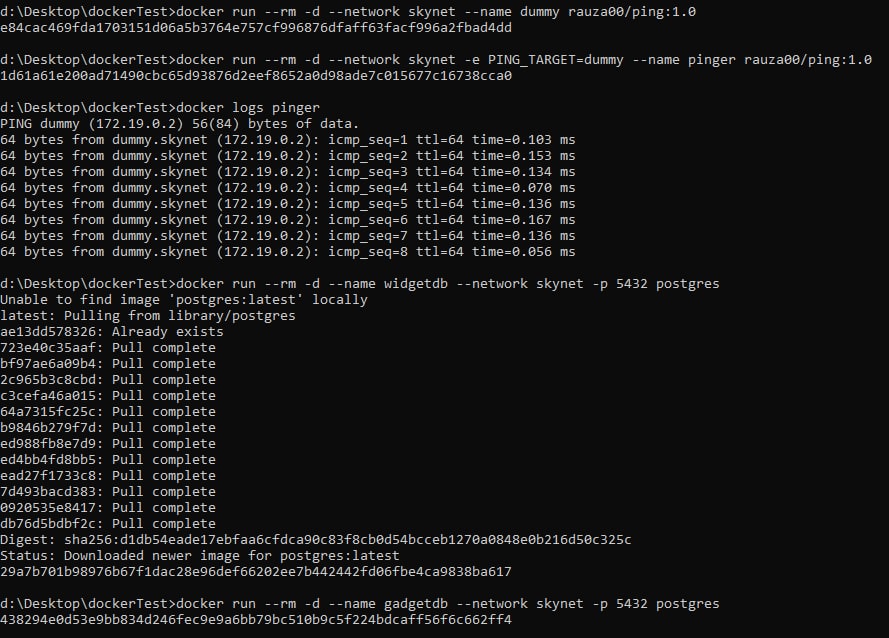 d:\Desktop\dockerTest>docker run --rm -d --network skynet --name dummy rauza00/ping:1.0
e84cac469fda1703151d06a5b3764e757cf996876dfaff63facf996a2fbad4dd
d:\Desktop\dockerTest>docker run --rm -d --network skynet -e PING_TARGET=dummy --name pinger rauza00/ping:1.0
1d61a61e200ad71490cbc65d93876d2eef8652a0d98ade7c015677c16738cca0
d:\Desktop\dockerTest>docker logs pinger
PING dummy (172.19.0.2) 56(84) bytes of data.
64 bytes from dummy.skynet (172.19.0.2): icmp_seq=1 ttl=64 time=0.103 ms
64 bytes from dummy.skynet (172.19.0.2): icmp_seq=2 ttl=64 time=0.153 ms
64 bytes from dummy.skynet (172.19.0.2): icmp_seq=3 ttl=64 time=0.134 ms
64 bytes from dummy.skynet (172.19.0.2): icmp_seq=4 ttl=64 time=0.070 ms
64 bytes from dummy.skynet (172.19.0.2): icmp_seq=5 ttl=64 time=0.136 ms
64 bytes from dummy.skynet (172.19.0.2): icmp_seq=6 ttl=64 time=0.167 ms
64 bytes from dummy.skynet (172.19.0.2): icmp_seq=7 ttl=64 time=0.136 ms
64 bytes from dummy.skynet (172.19.0.2): icmp_seq=8 ttl=64 time=0.056 ms
d:\Desktop\dockerTest>docker run --rm -d --name widgetdb --network skynet -p 5432 postgres
Unable to find image 'postgres:latest' locally
latest: Pulling from library/postgres
ae13dd578326: Already exists
723e40c35aaf: Pull complete
bf97ae6a09b4: Pull complete
2c965b3c8cbd: Pull complete
c3cefa46a015: Pull complete
64a7315fc25c: Pull complete
b9846b279f7d: Pull complete
ed988fb8e7d9: Pull complete
ed4bb4fd8bb5: Pull complete
ead27f1733c8: Pull complete
7d493bacd383: Pull complete
0920535e8417: Pull complete
db76d5bdbf2c: Pull complete
Digest: sha256:d1db54eade17ebfaa6cfdca90c83f8cb0d54bcceb1270a0848e0b216d50c325c
Status: Downloaded newer image for postgres:latest
29a7b701b98976b67f1dac28e96def66202ee7b442442fd06fbe4ca9838ba617
d:\Desktop\dockerTest>docker run --rm -d --name gadgetdb --network skynet -p 5432 postgres
438294e0d53e9bb834d246fec9e9a6bb79bc510b9c5f224bdcaff56f6c662ff4